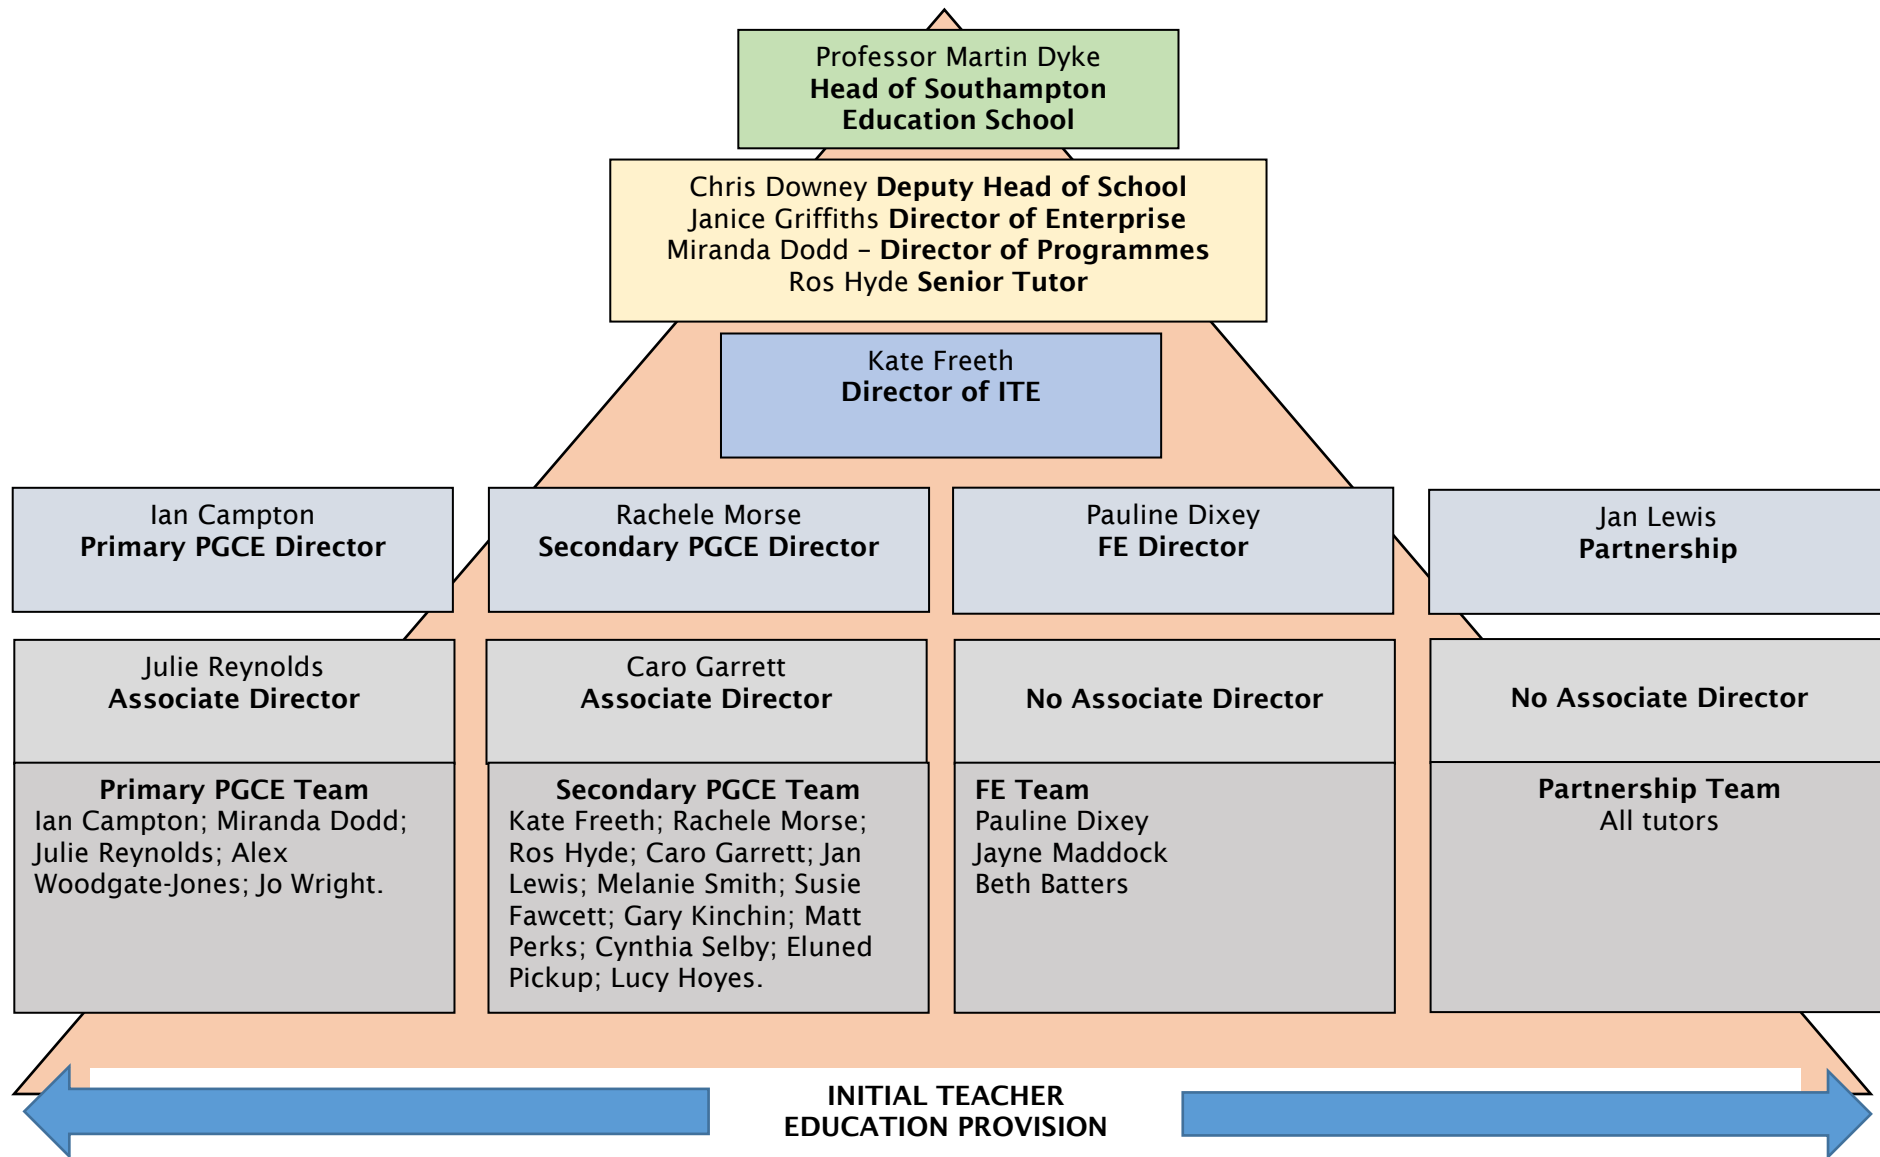 Professor Martin Dyke
Head of Southampton
Education School
Chris Downey Deputy Head of School
Janice Griffiths Director of Enterprise
Miranda Dodd – Director of Programmes
Ros Hyde Senior Tutor
Kate Freeth
Director of ITE
Ian Campton
Primary PGCE Director
Rachele Morse
Secondary PGCE Director
Pauline Dixey
FE Director
Jan Lewis
Partnership
Julie Reynolds
Associate Director
Caro Garrett
Associate Director
No Associate Director
No Associate Director
Primary PGCE Team
Ian Campton; Miranda Dodd;
Julie Reynolds; Alex
Woodgate-Jones; Jo Wright.
Secondary PGCE Team
Kate Freeth; Rachele Morse;
Ros Hyde; Caro Garrett; Jan
Lewis; Melanie Smith; Susie
Fawcett; Gary Kinchin; Matt
Perks; Cynthia Selby; Eluned
Pickup; Lucy Hoyes.
FE Team
Pauline Dixey
Jayne Maddock
Beth Batters
Partnership Team
All tutors
INITIAL TEACHER
EDUCATION PROVISION